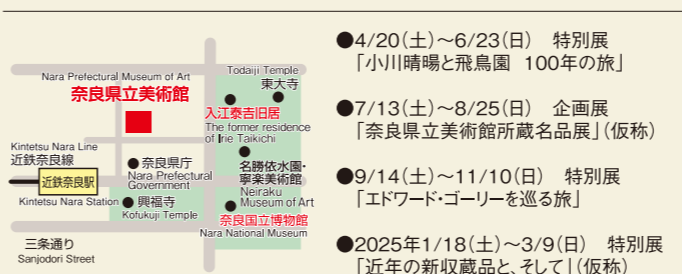 Nara Prefectural Museum of Art
奈良県立美術館
Todaiji Temple
東大寺
入江泰吉旧居
The former residence
of Irie Taikichi
Kintetsu Nara Line
近鉄奈良線
近鉄奈良駅
Kintetsu Nara Station
奈良県庁
Nara Prefectural
Government
興福寺
Kofukuji Temple
名勝依水園・
寧楽美術館
Neiraku
Museum of Art
奈良国立博物館
Nara National Museum
三条通り
Sanjodori Street
●4/20(土)～6/23(日) 特別展
「小川晴暘と飛鳥園 100年の旅」
●7/13(土)～8/25(日) 企画展
「奈良県立美術館所蔵名品展」(仮称)
●9/14(土)～11/10(日) 特別展
「エドワード・ゴーリーを巡る旅」
●2025年1/18(土)～3/9(日) 特別展
「近年の新収蔵品と、そして」(仮称)